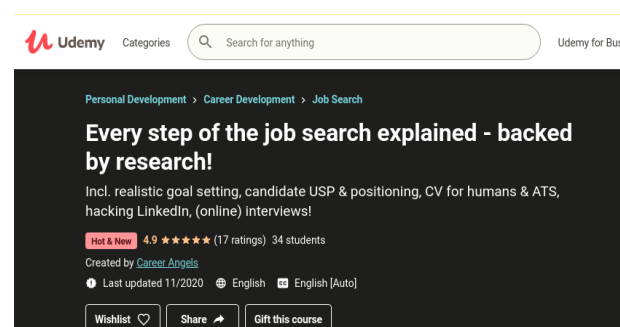 Udemy Categories Search for anything Udemy for Bus
Personal Development > Career Development > Job Search
Every step of the job search explained - backed
by research!
Incl. realistic goal setting, candidate USP & positioning, CV for humans & ATS,
hacking LinkedIn, (online) interviews!
Hot & New 4.9 (17 ratings) 34 students
Created by Career Angels
Last updated 11/2020 English CC English [Auto]
Wishlist Share Gift this course